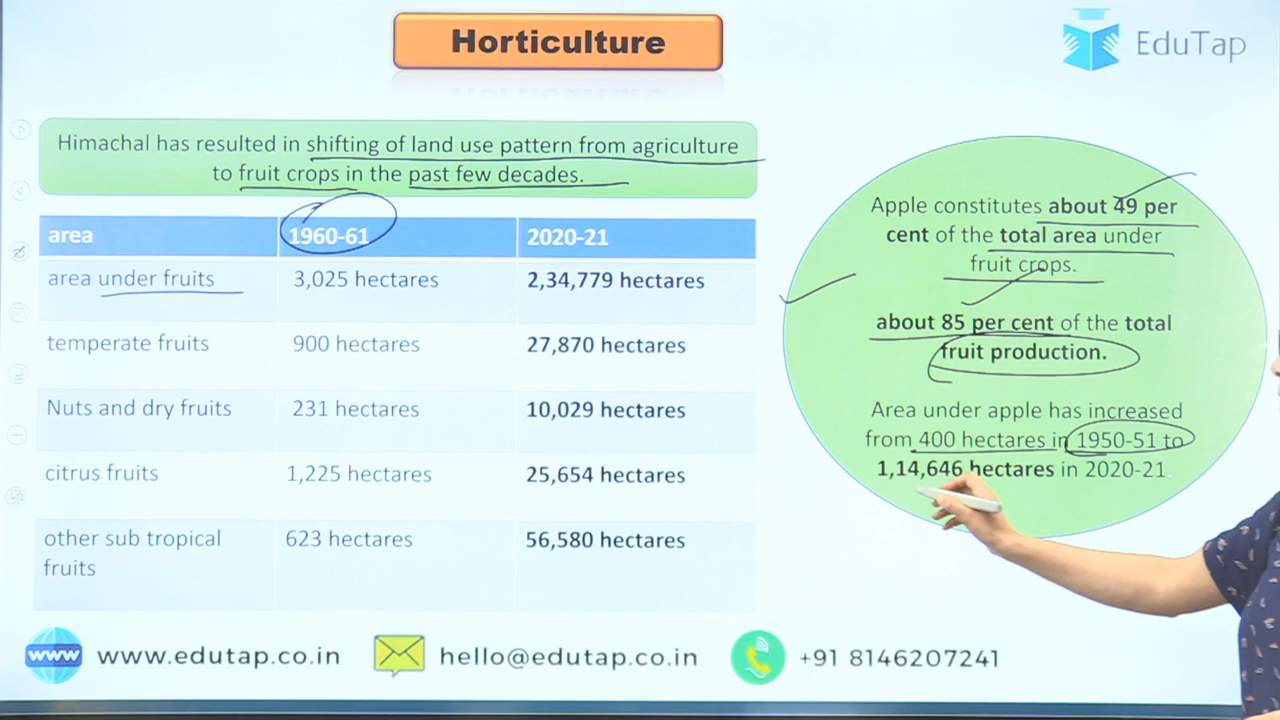 Horticulture
EduTap
Himachal has resulted in shifting of land use pattern from agriculture
to fruit crops in the past few decades.
area 1960-61 2020-21
area under fruits 3,025 hectares 2,34,779 hectares
temperate fruits 900 hectares 27,870 hectares
Nuts and dry fruits 231 hectares 10,029 hectares
citrus fruits 1,225 hectares 25,654 hectares
other sub tropical 623 hectares 56,580 hectares
fruits
Apple constitutes about 49 per
cent of the total area under
fruit crops.
about 85 per cent of the total
fruit production.
Area under apple has increased
from 400 hectares in 1950-51 to
1,14,646 hectares in 2020-21.
www www.edutap.co.in hello@edutap.co.in +91 8146207241